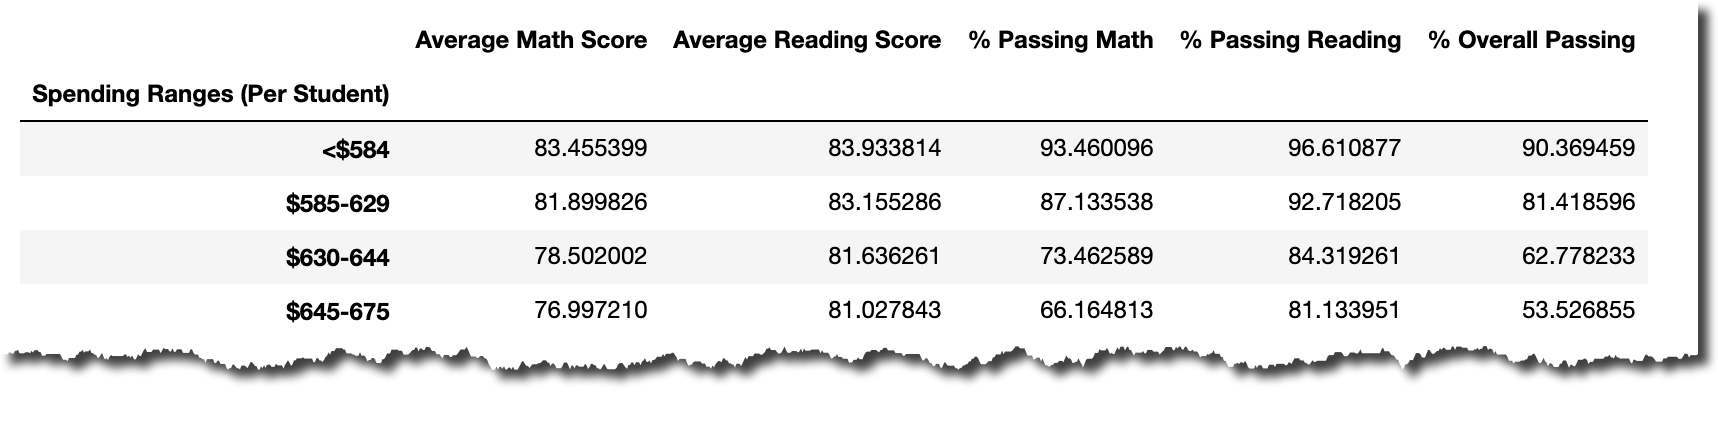 Average Math Score Average Reading Score % Passing Math % Passing Reading % Overall Passing
Spending Ranges (Per Student)
<$584 83.455399 83.933814 93.460096 96.610877 90.369459
$585-629 81.899826 83.155286 87.133538 92.718205 81.418596
$630-644 78.502002 81.636261 73.462589 84.319261 62.778233
$645-675 76.997210 81.027843 66.164813 81.133951 53.526855